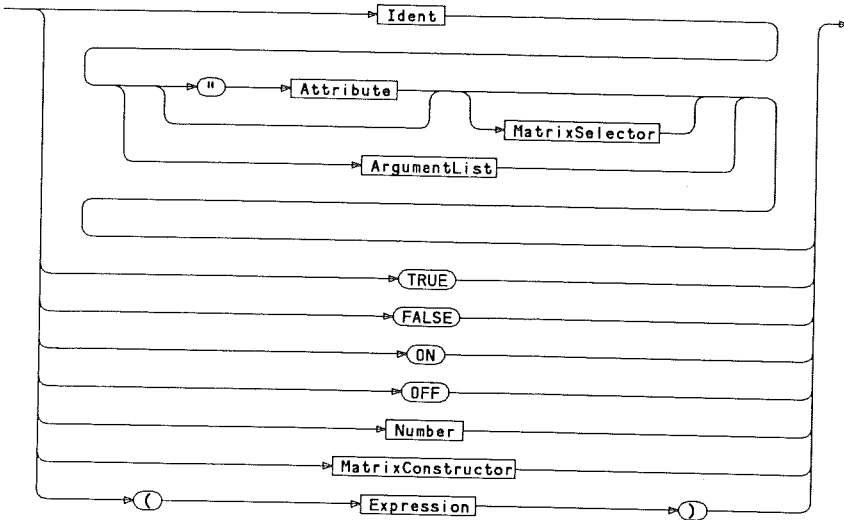 Ident
" Attribute
MatrixSelector
ArgumentList
TRUE
FALSE
ON
OFF
Number
MatrixConstructor
( Expression )